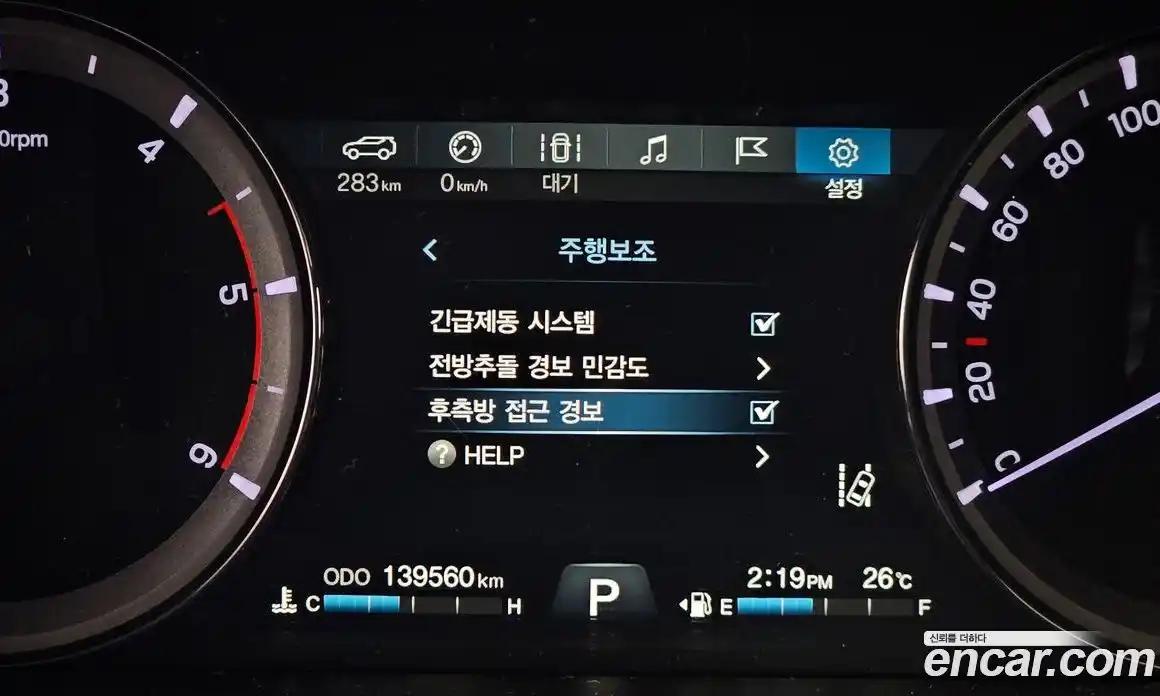 8
0rpm
4
5
6
283km
0km/h
대기
설정
주행보조
긴급제동 시스템
전방추돌 경보 민감도
후측방 접근 경보
? HELP
ODO 139560km
C H
P
2:19PM 26℃
E F
100
80
60
40
20
신뢰를 더하다
encar.com